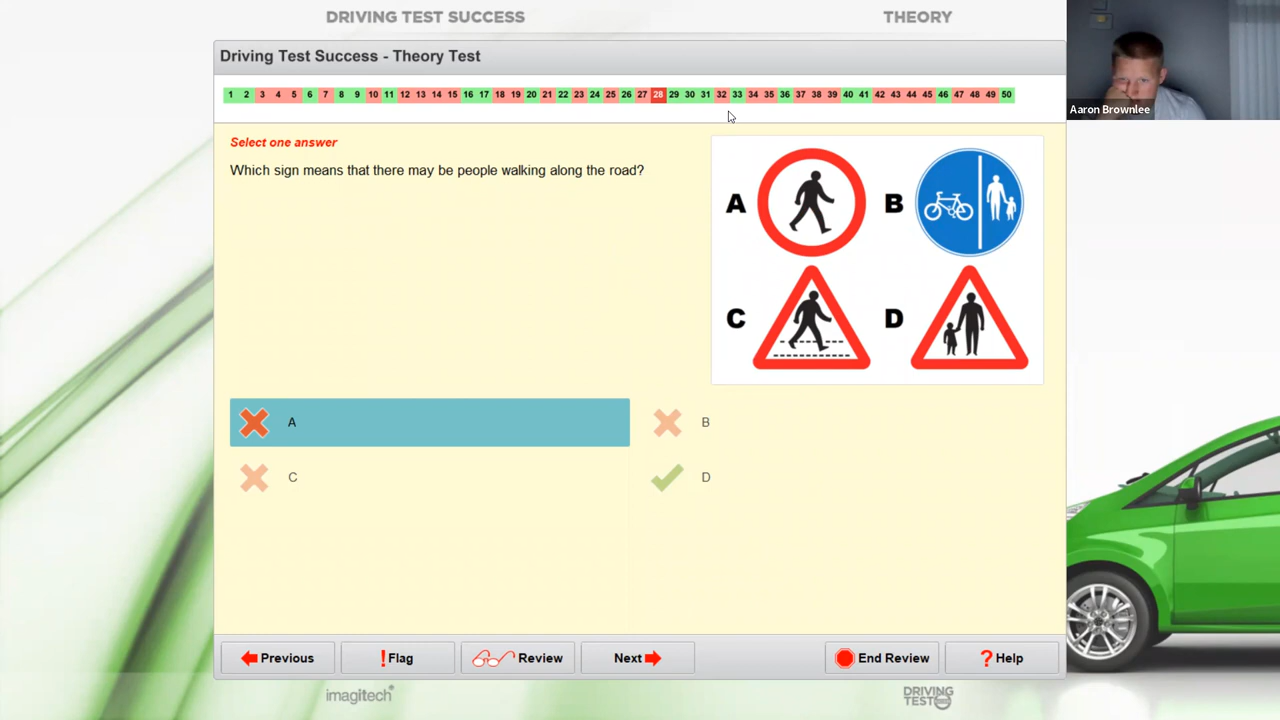 DRIVING TEST SUCCESS THEORY
Driving Test Success - Theory Test
1 2 3 4 5 6 7 8 9 10 11 12 13 14 15 16 17 18 19 20 21 22 23 24 25 26 27 28 29 30 31 32 33 34 35 36 37 38 39 40 41 42 43 44 45 46 47 48 49 50
Aaron Brownlee
Select one answer
Which sign means that there may be people walking along the road?
A B
C D
A B
C D
Previous !Flag Review Next End Review ?Help
imagitech
DRIVING
TEST